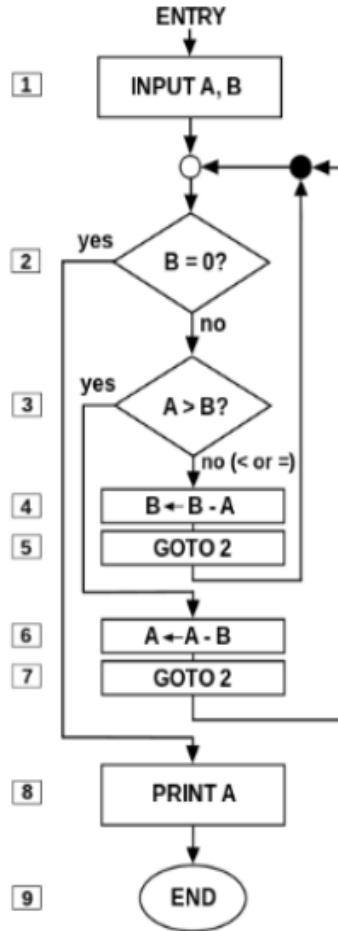 ENTRY
1
INPUT A, B
yes
2
B = 0?
no
yes
3
A > B?
no (< or =)
4
B ← B - A
5
GOTO 2
6
A ← A - B
7
GOTO 2
8
PRINT A
9
END